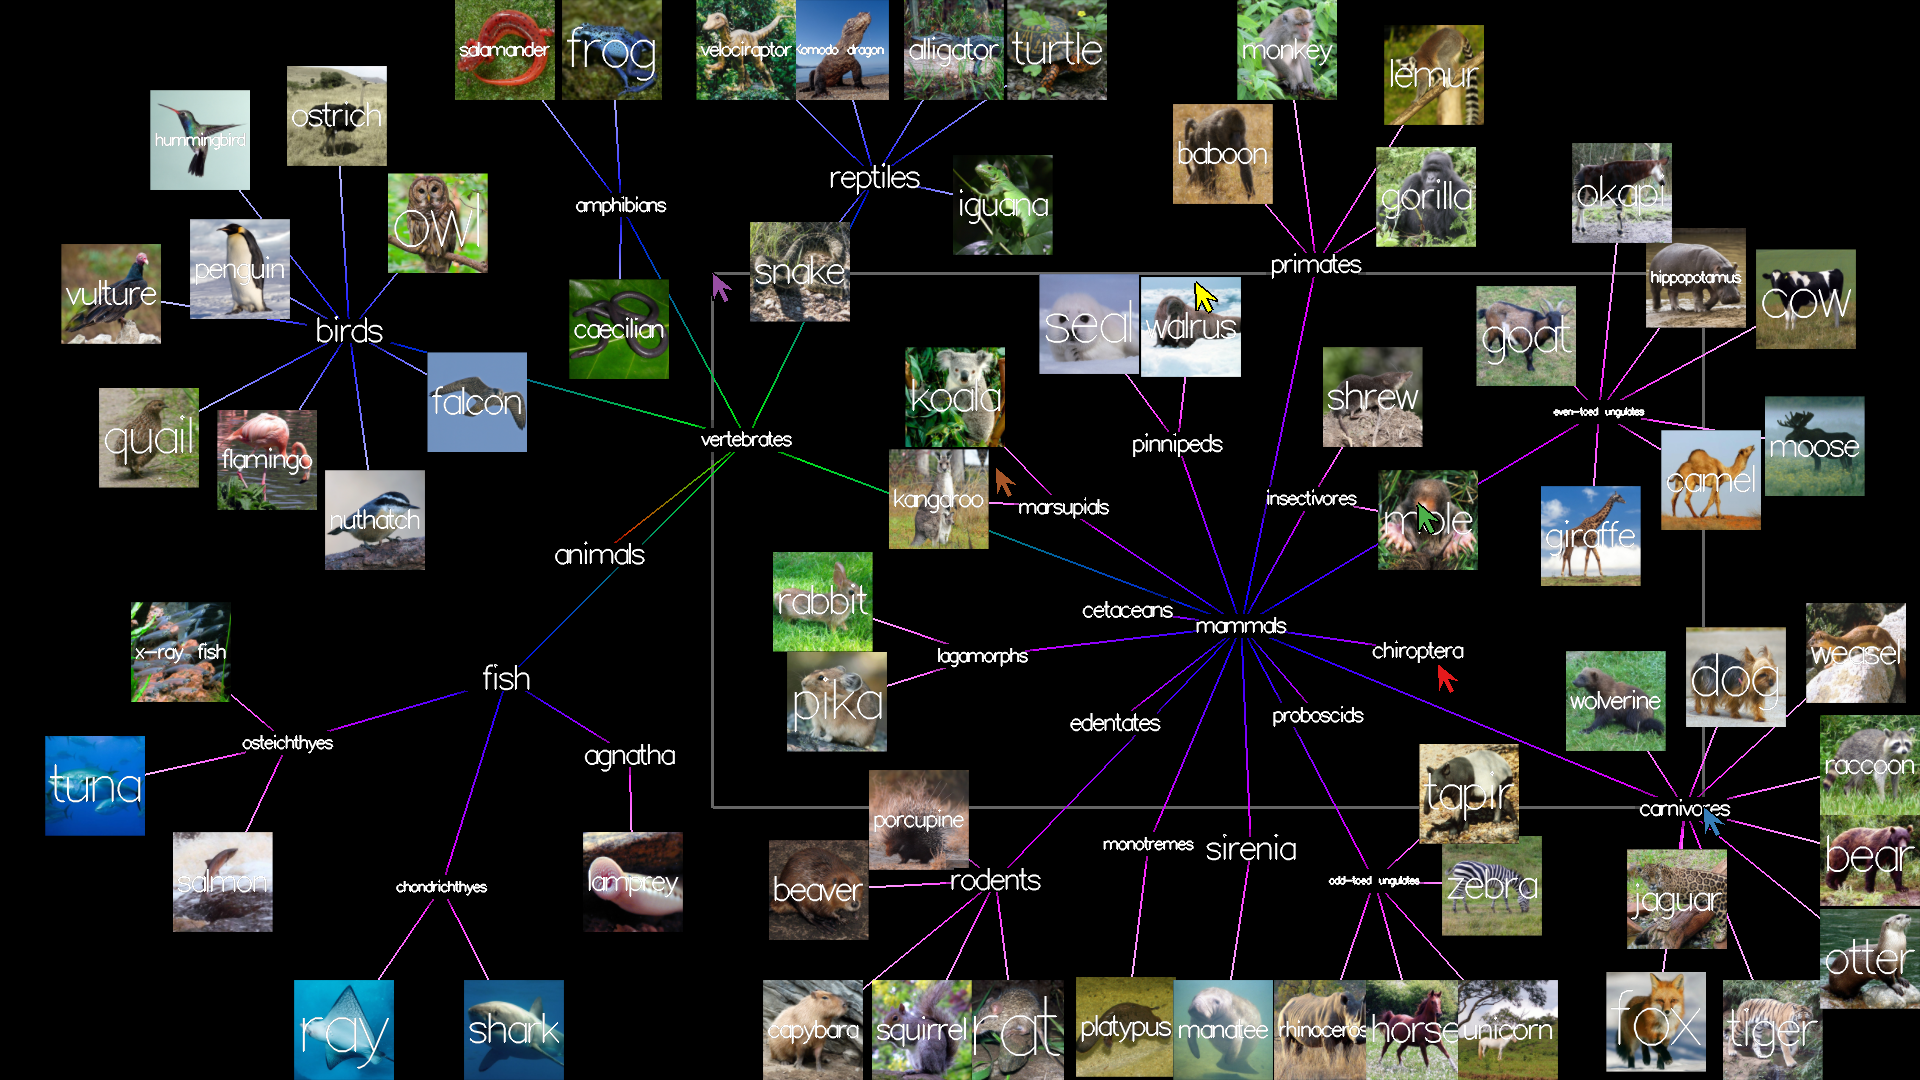 salamander
frog
velociraptor
komodo dragon
alligator
turtle
monkey
lemur
hummingbird
ostrich
baboon
reptiles
gorilla
okapi
amphibians
iguana
owl
penguin
snake
primates
vulture
hippopotamus
cow
birds
caecilian
seal
walrus
goat
falcon
koala
shrew
even-toed ungulates
quail
flamingo
vertebrates
pinnipeds
moose
camel
nuthatch
kangaroo
marsupials
insectivores
mole
giraffe
animals
rabbit
cetaceans
mammals
x-ray fish
fish
lagamorphs
chiroptera
weasel
pika
wolverine
dog
osteichthyes
agnatha
edentates
proboscids
tuna
raccoon
tapir
carnivores
porcupine
monotremes
sirenia
bear
salmon
chondrichthyes
lamprey
beaver
rodents
odd-toed ungulates
zebra
jaguar
otter
ray
shark
capybara
squirrel
rat
platypus
manatee
rhinoceros
horse
unicorn
fox
tiger